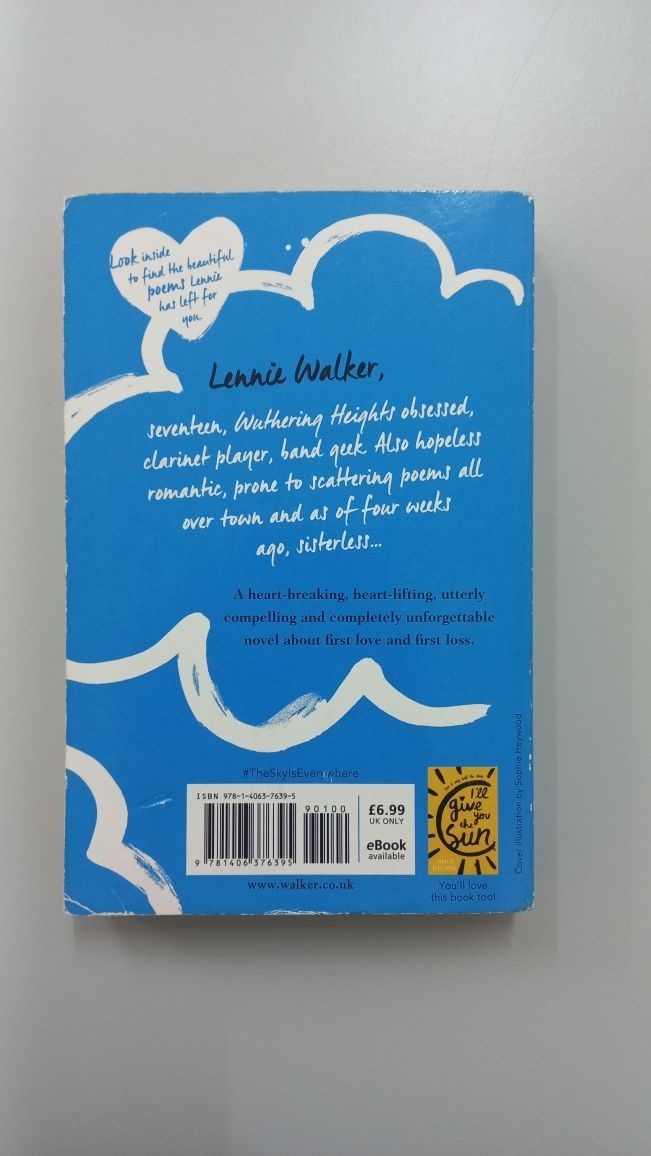 Look inside
to find the beautiful
poems Lennie
has left for
you
Lennie Walker,
seventeen, Wuthering Heights obsessed,
clarinet player, band geek. Also hopeless
romantic, prone to scattering poems all
over town and as of four weeks
ago, sisterless...
A heart-breaking, heart-lifting, utterly
compelling and completely unforgettable
novel about first love and first loss.
#TheSkyIsEverywhere
ISBN 978-1-4063-7639-5
90100
9 781406 376395
£6.99
UK ONLY
eBook
available
www.walker.co.uk
I'll
give
you
the
Sun
JANDY
NELSON
You'll love
this book too!
Cover illustration by Sophie Heywood